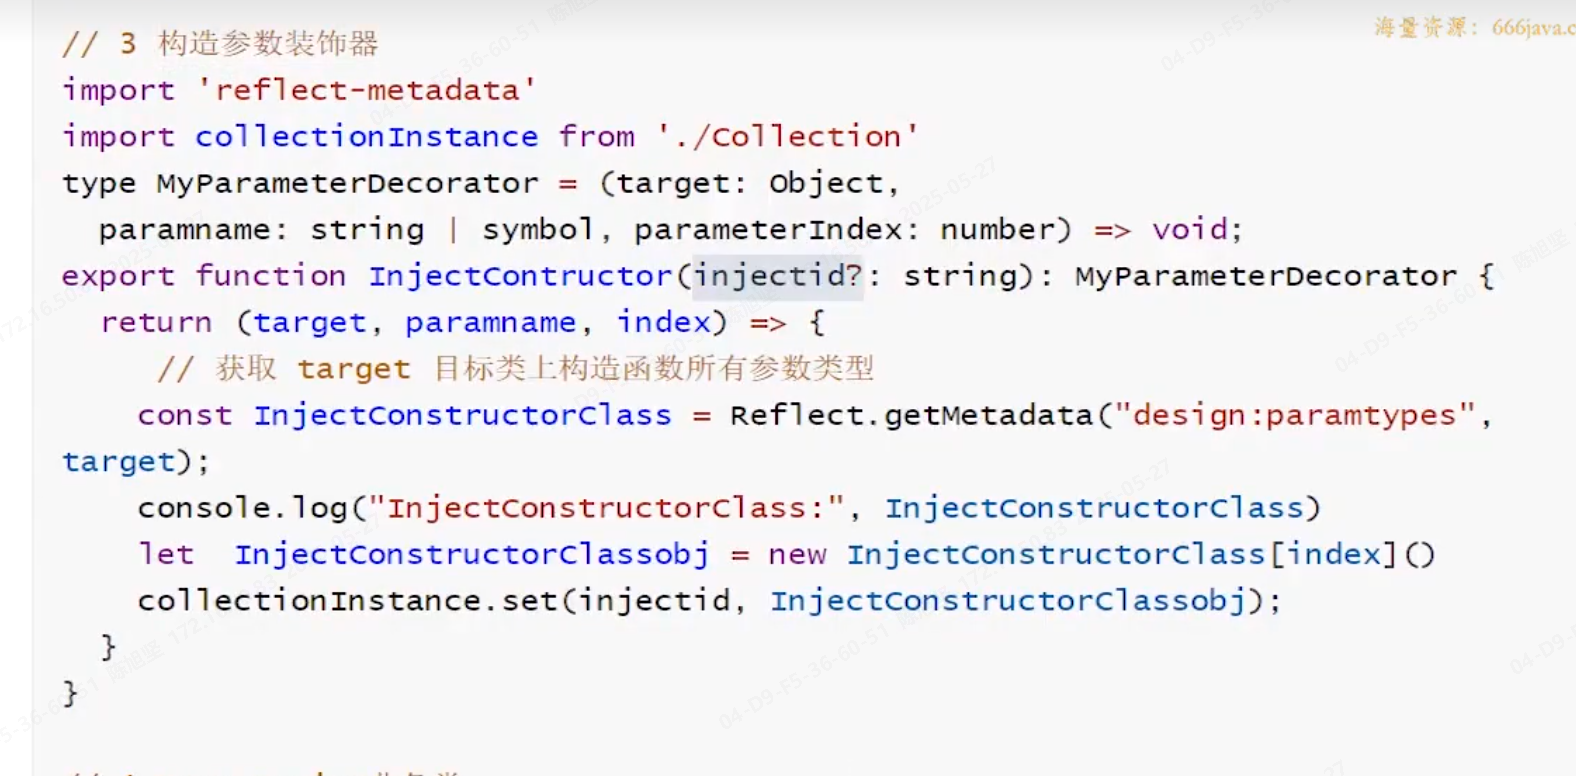 海量资源：666java.c
// 3 构造参数装饰器
import 'reflect-metadata'
import collectionInstance from './Collection'
type MyParameterDecorator = (target: Object,
paramname: string | symbol, parameterIndex: number) => void;
export function InjectContructor(injectid?: string): MyParameterDecorator {
return (target, paramname, index) => {
// 获取 target 目标类上构造函数所有参数类型
const InjectConstructorClass = Reflect.getMetadata("design:paramtypes",
target);
console.log("InjectConstructorClass:", InjectConstructorClass)
let InjectConstructorClassobj = new InjectConstructorClass[index]()
collectionInstance.set(injectid, InjectConstructorClassobj);
}
}